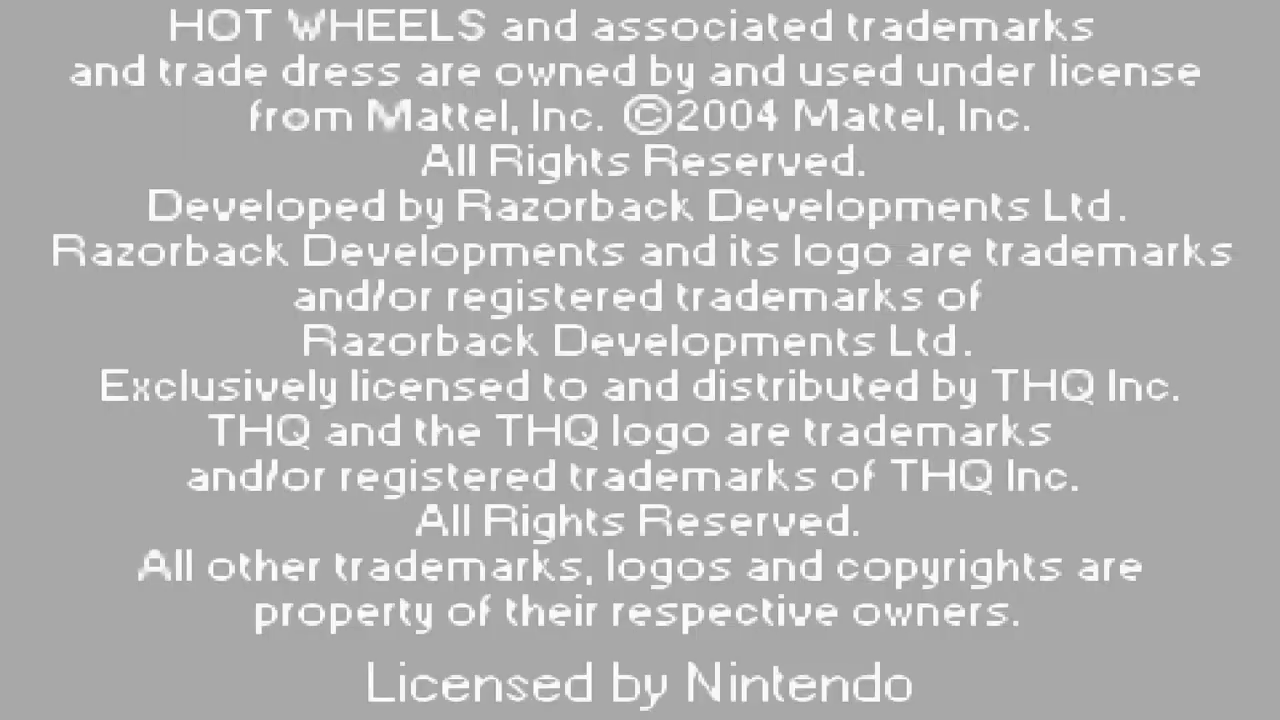 HOT WHEELS and associated trademarks
and trade dress are owned by and used under license
from Mattel, Inc. ©2004 Mattel, Inc.
All Rights Reserved.
Developed by Razorback Developments Ltd.
Razorback Developments and its logo are trademarks
and/or registered trademarks of
Razorback Developments Ltd.
Exclusively licensed to and distributed by THQ Inc.
THQ and the THQ logo are trademarks
and/or registered trademarks of THQ Inc.
All Rights Reserved.
All other trademarks, logos and copyrights are
property of their respective owners.
Licensed by Nintendo